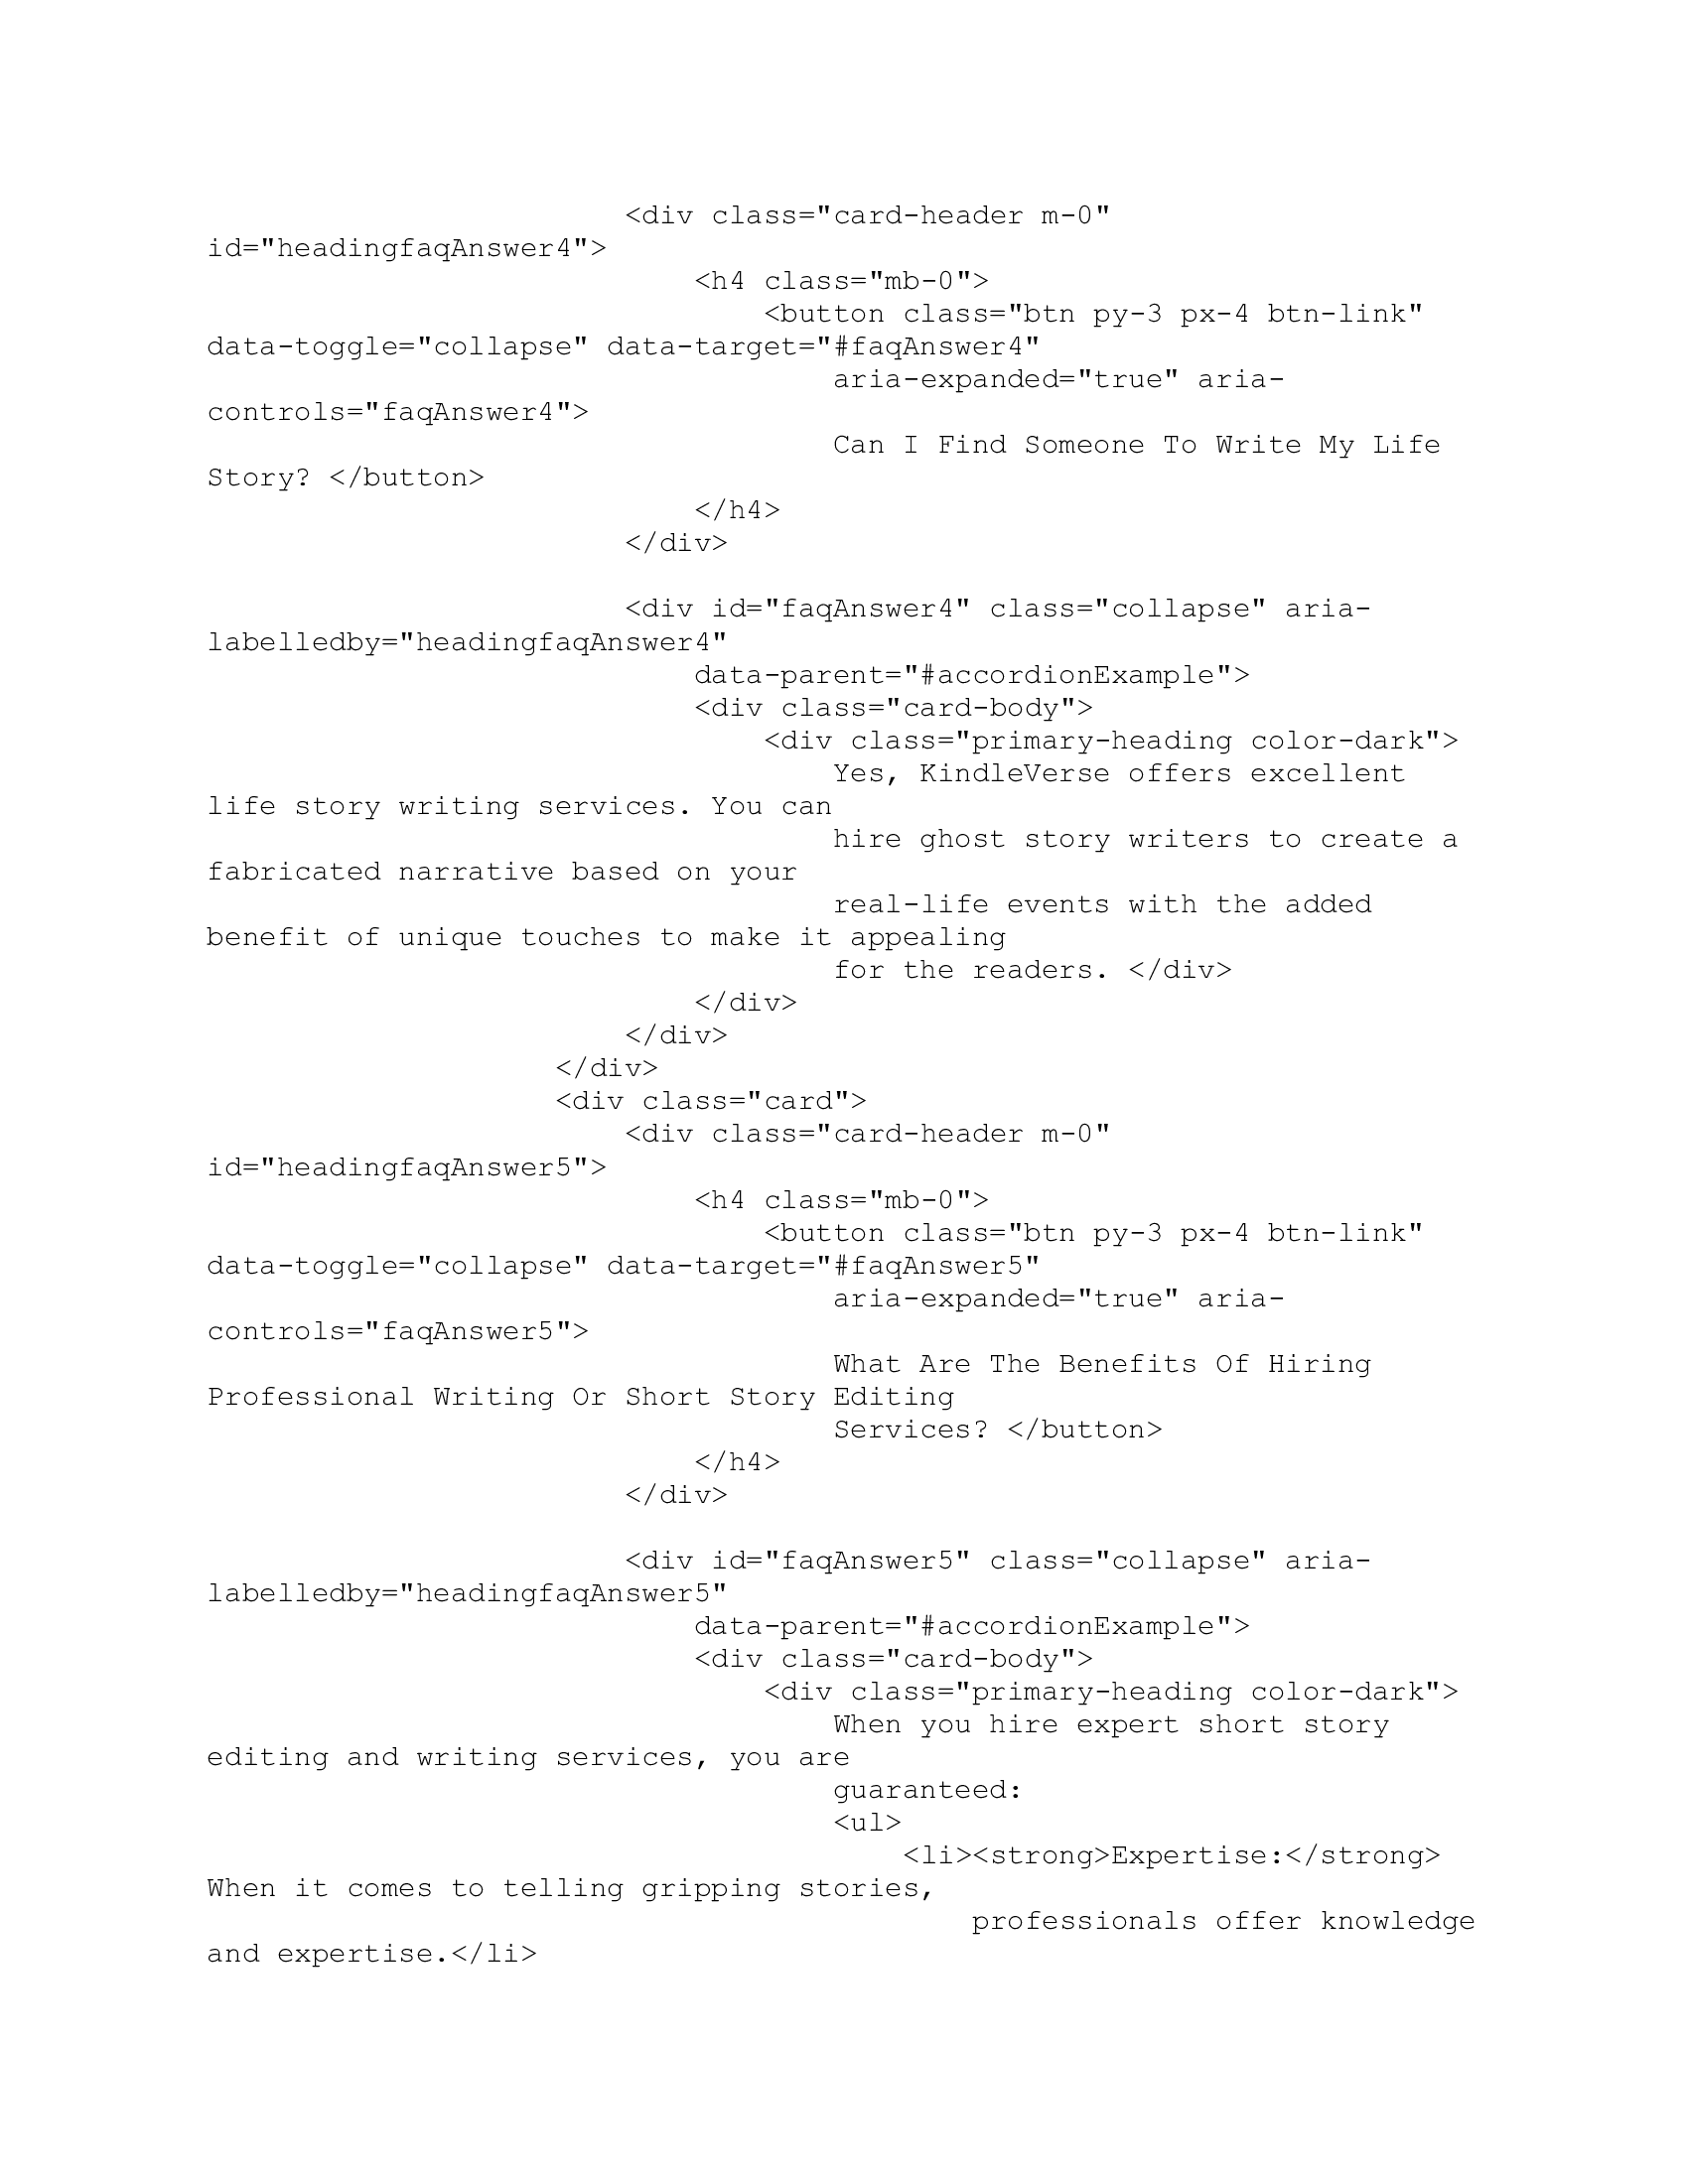 <div class="card-header m-0"
id="headingfaqAnswer4">
<h4 class="mb-0">
<button class="btn py-3 px-4 btn-link"
data-toggle="collapse" data-target="#faqAnswer4"
aria-expanded="true" aria-
controls="faqAnswer4">
Can I Find Someone To Write My Life
Story? </button>
</h4>
</div>
<div id="faqAnswer4" class="collapse" aria-
labelledby="headingfaqAnswer4"
data-parent="#accordionExample">
<div class="card-body">
<div class="primary-heading color-dark">
Yes, KindleVerse offers excellent
life story writing services. You can
hire ghost story writers to create a
fabricated narrative based on your
real-life events with the added
benefit of unique touches to make it appealing
for the readers. </div>
</div>
</div>
</div>
<div class="card">
<div class="card-header m-0"
id="headingfaqAnswer5">
<h4 class="mb-0">
<button class="btn py-3 px-4 btn-link"
data-toggle="collapse" data-target="#faqAnswer5"
aria-expanded="true" aria-
controls="faqAnswer5">
What Are The Benefits Of Hiring
Professional Writing Or Short Story Editing
Services? </button>
</h4>
</div>
<div id="faqAnswer5" class="collapse" aria-
labelledby="headingfaqAnswer5"
data-parent="#accordionExample">
<div class="card-body">
<div class="primary-heading color-dark">
When you hire expert short story
editing and writing services, you are
guaranteed:
<ul>
<li><strong>Expertise:</strong>
When it comes to telling gripping stories,
professionals offer knowledge
and expertise.</li>